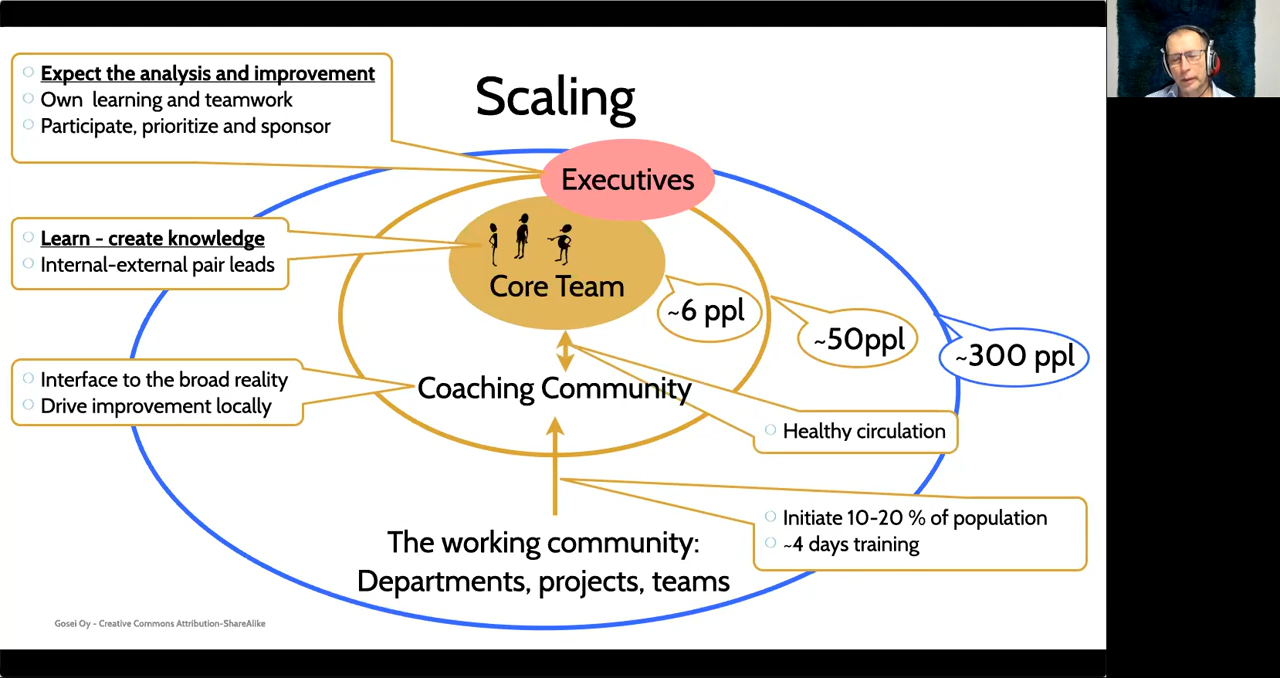 Scaling
Expect the analysis and improvement
Own learning and teamwork
Participate, prioritize and sponsor
Executives
Learn - create knowledge
Internal-external pair leads
Core Team
~6 ppl
~50ppl
~300 ppl
Interface to the broad reality
Drive improvement locally
Coaching Community
Healthy circulation
Initiate 10-20 % of population
~4 days training
The working community:
Departments, projects, teams
Gosei Oy - Creative Commons Attribution-ShareAlike